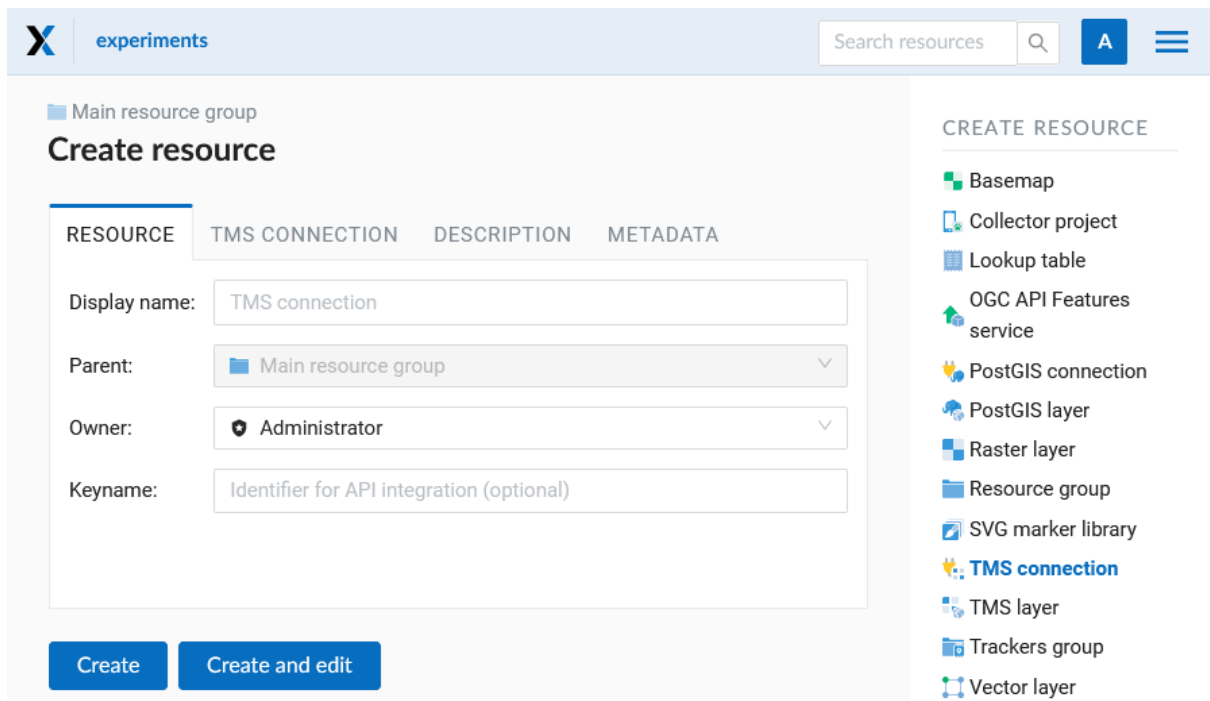 experiments
Search resources
A
Main resource group
Create resource
RESOURCE TMS CONNECTION DESCRIPTION METADATA
Display name: TMS connection
Parent: Main resource group
Owner: Administrator
Keyname: Identifier for API integration (optional)
Create Create and edit
CREATE RESOURCE
Basemap
Collector project
Lookup table
OGC API Features
service
PostGIS connection
PostGIS layer
Raster layer
Resource group
SVG marker library
TMS connection
TMS layer
Trackers group
Vector layer